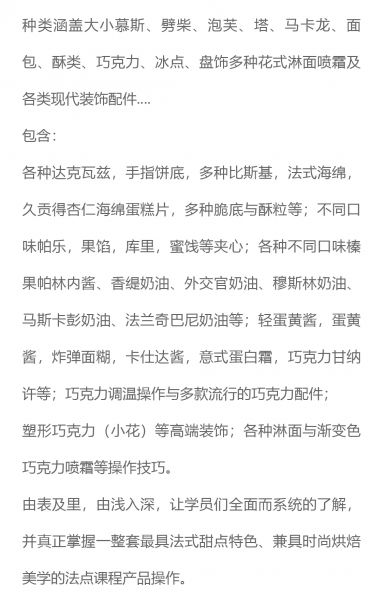 种类涵盖大小慕斯、劈柴、泡芙、塔、马卡龙、面
包、酥类、巧克力、冰点、盘饰多种花式淋面喷霜及
各类现代装饰配件....
包含：
各种达克瓦兹，手指饼底，多种比斯基，法式海绵，
久贡得杏仁海绵蛋糕片，多种脆底与酥粒等；不同口
味帕乐，果馅，库里，蜜饯等夹心；各种不同口味榛
果帕林内酱、香缇奶油、外交官奶油、穆斯林奶油、
马斯卡彭奶油、法兰奇巴尼奶油等；轻蛋黄酱，蛋黄
酱，炸弹面糊，卡仕达酱，意式蛋白霜，巧克力甘纳
许等；巧克力调温操作与多款流行的巧克力配件；
塑形巧克力（小花）等高端装饰；各种淋面与渐变色
巧克力喷霜等操作技巧。
由表及里，由浅入深，让学员们全面而系统的了解，
并真正掌握一整套最具法式甜点特色、兼具时尚烘焙
美学的法点课程产品操作。